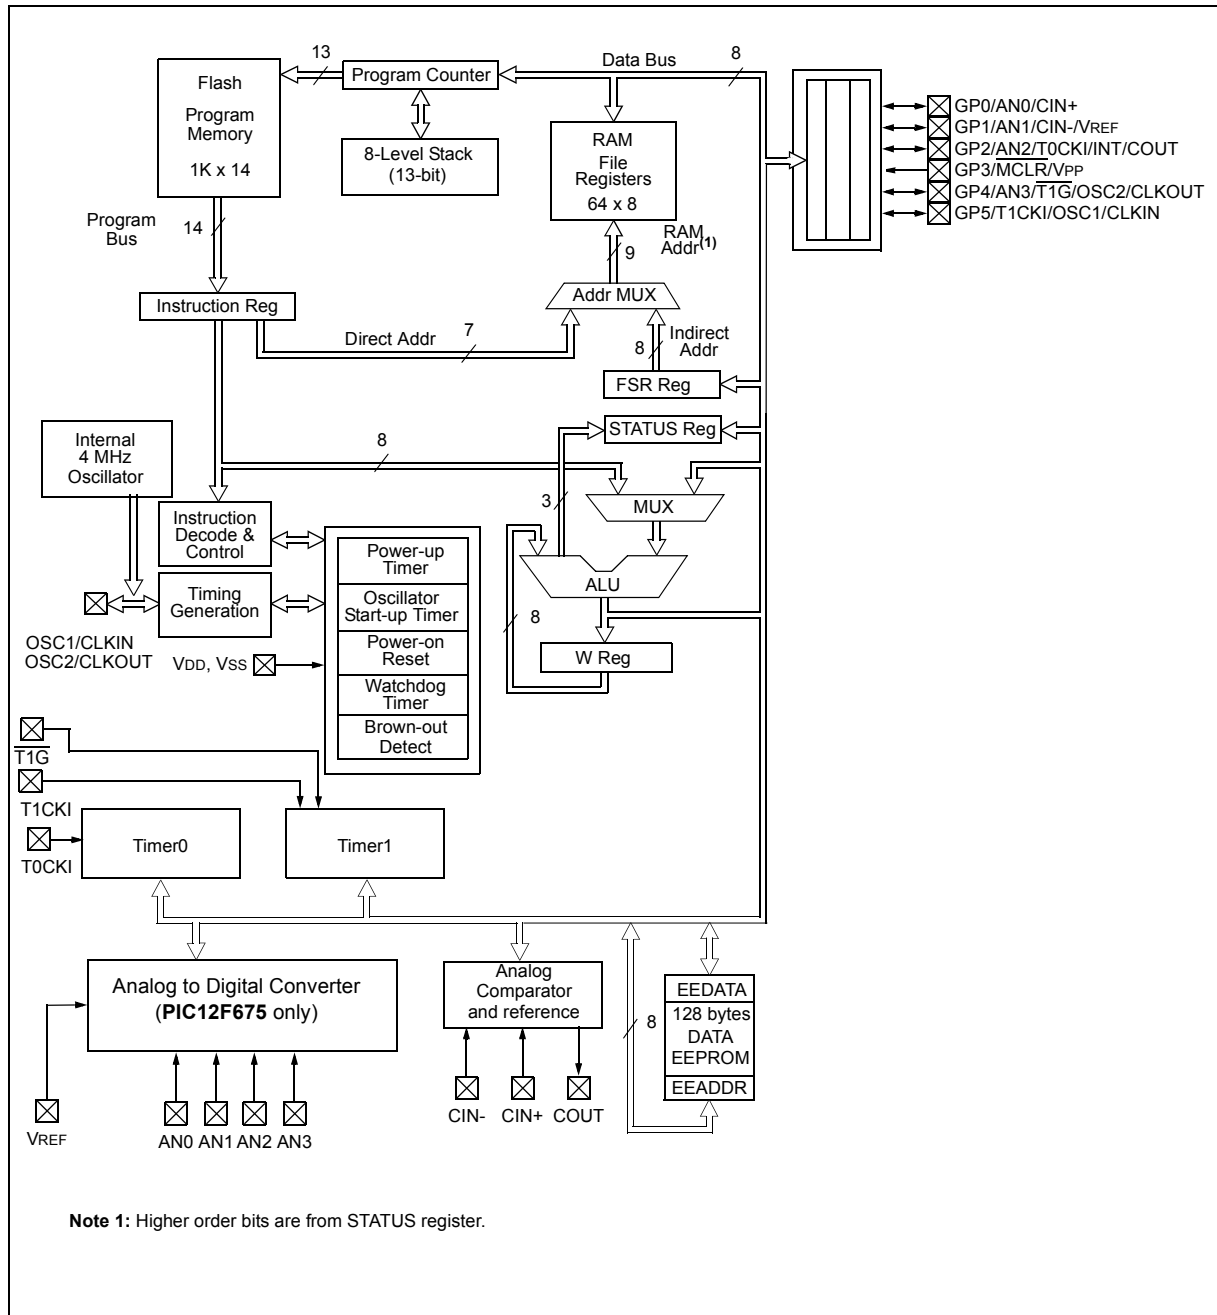 13
Program Counter
Data Bus
8
Flash
Program
Memory
1K x 14
8-Level Stack
(13-bit)
RAM
File
Registers
64 x 8
GP0/AN0/CIN+
GP1/AN1/CIN-/VREF
GP2/AN2/T0CKI/INT/COUT
GP3/MCLR/VPP
GP4/AN3/T1G/OSC2/CLKOUT
GP5/T1CKI/OSC1/CLKIN
Program
Bus
14
RAM
Addr(1)
9
Addr MUX
Instruction Reg
Direct Addr
7
8
Indirect
Addr
FSR Reg
STATUS Reg
Internal
4 MHz
Oscillator
8
3
MUX
Instruction
Decode &
Control
Power-up
Timer
ALU
Timing
Generation
Oscillator
Start-up Timer
8
OSC1/CLKIN
OSC2/CLKOUT
VDD, VSS
Power-on
Reset
W Reg
Watchdog
Timer
Brown-out
Detect
T1G
T1CKI
T0CKI
Timer0
Timer1
Analog to Digital Converter
(PIC12F675 only)
Analog
Comparator
and reference
EEDATA
128 bytes
DATA
EEPROM
EEADDR
8
VREF
AN0 AN1 AN2 AN3
CIN- CIN+ COUT
Note 1: Higher order bits are from STATUS register.